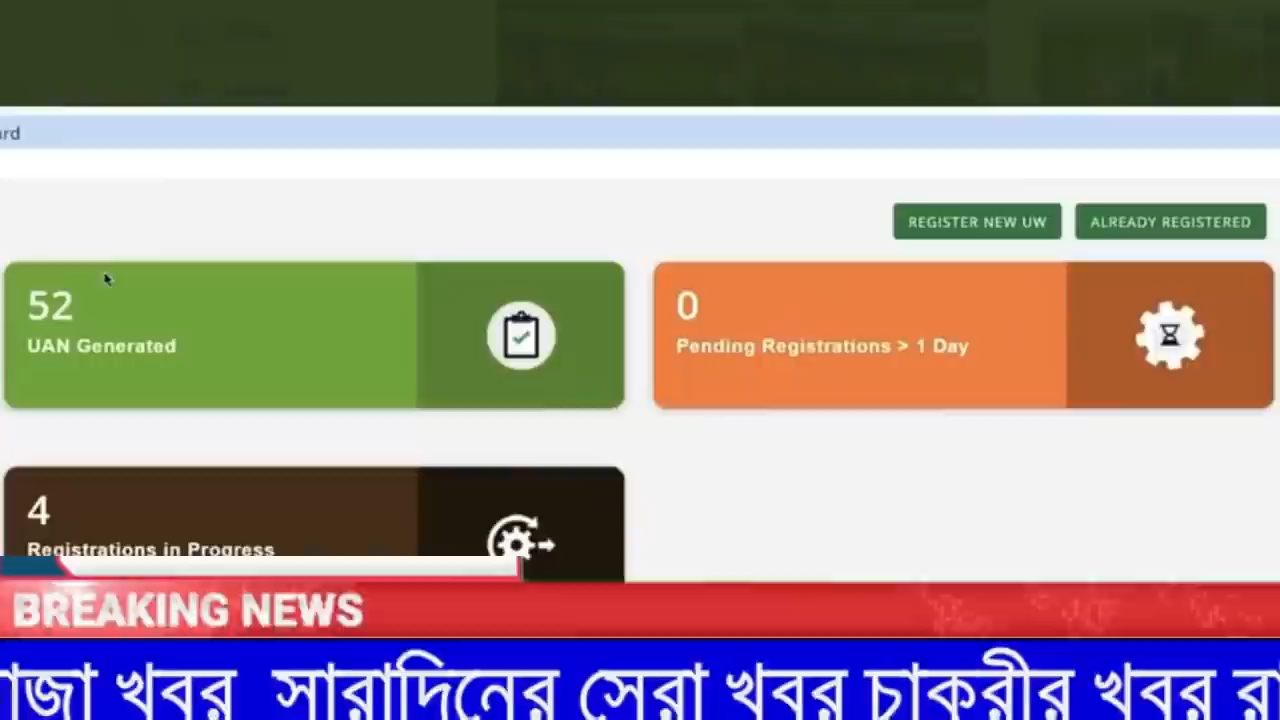 REGISTER NEW UW
ALREADY REGISTERED
52
UAN Generated
0
Pending Registrations > 1 Day
4
Registrations in Progress
BREAKING NEWS
খবর সারাদিনের সেরা খবর চাকরীর খবর